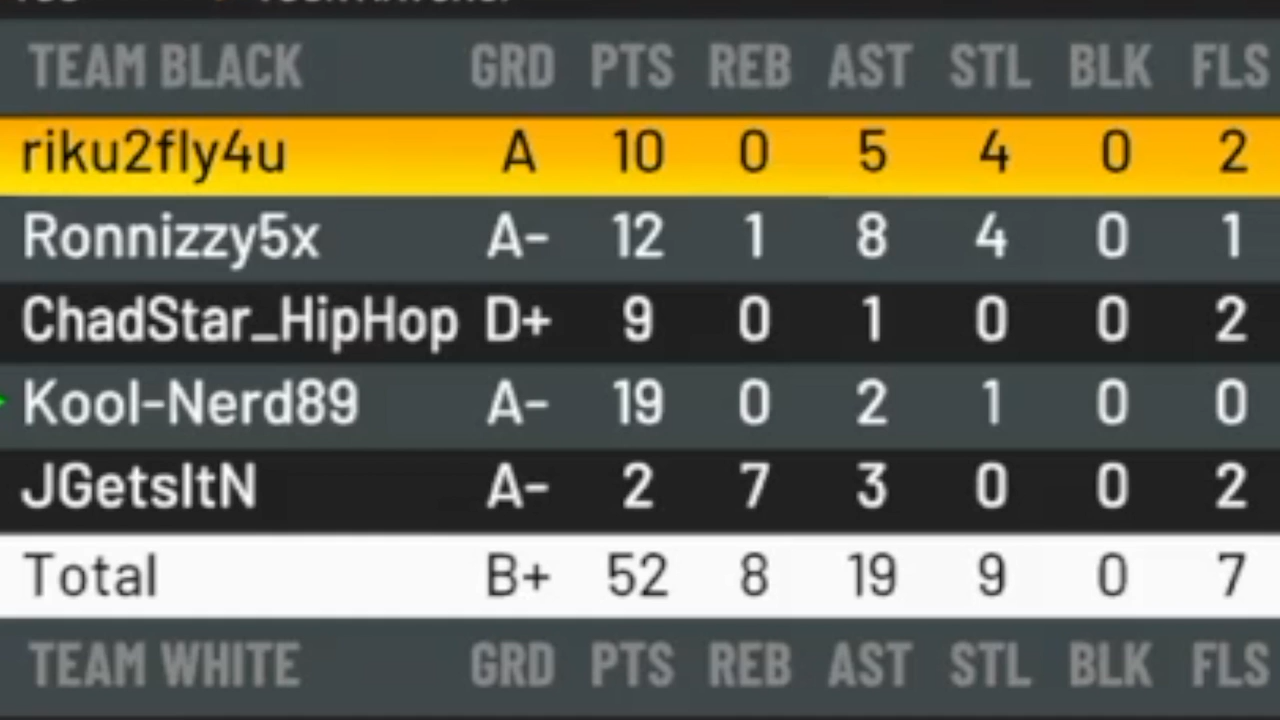 TEAM BLACK GRD PTS REB AST STL BLK FLS
riku2fly4u A 10 0 5 4 0 2
Ronnizzy5x A- 12 1 8 4 0 1
ChadStar_HipHop D+ 9 0 1 0 0 2
Kool-Nerd89 A- 19 0 2 1 0 0
JGetsItN A- 2 7 3 0 0 2
Total B+ 52 8 19 9 0 7
TEAM WHITE GRD PTS REB AST STL BLK FLS